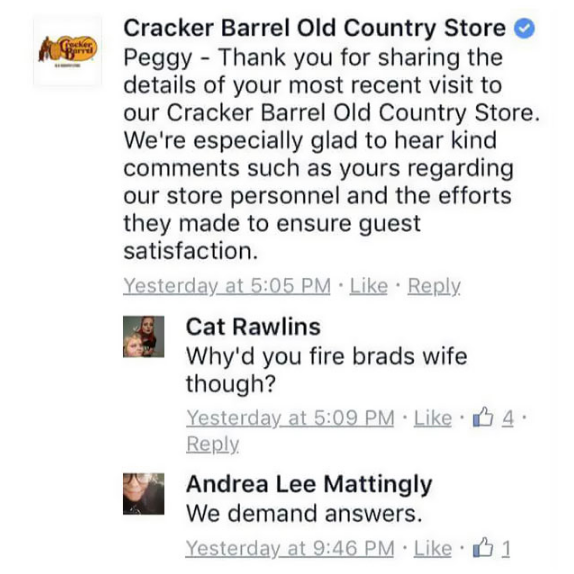 Cracker Barrel
Cracker Barrel Old Country Store
Peggy - Thank you for sharing the
details of your most recent visit to
our Cracker Barrel Old Country Store.
We're especially glad to hear kind
comments such as yours regarding
our store personnel and the efforts
they made to ensure guest
satisfaction.
Yesterday at 5:05 PM · Like · Reply
Cat Rawlins
Why'd you fire brads wife
though?
Yesterday at 5:09 PM · Like · 4 ·
Reply
Andrea Lee Mattingly
We demand answers.
Yesterday at 9:46 PM · Like · 1